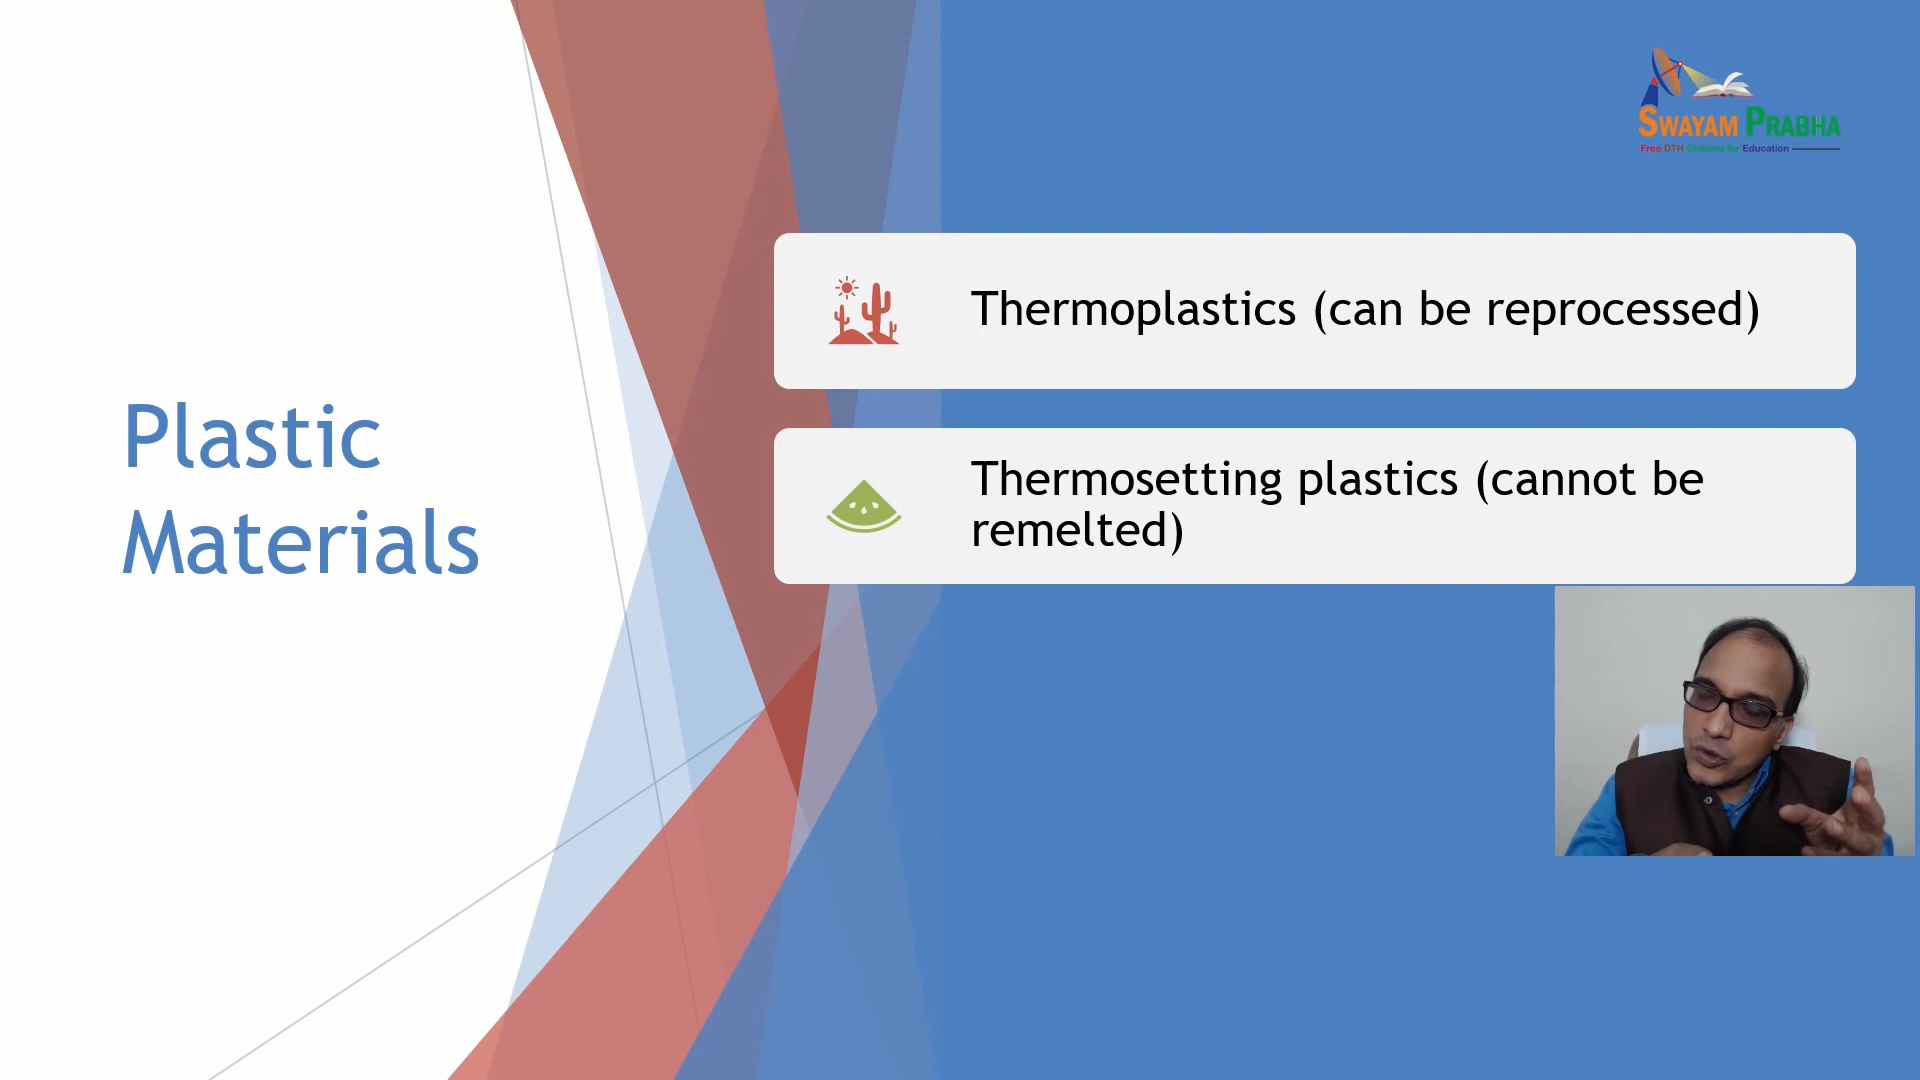 SWAYAM PRABHA
Free DTH Channel for Education
Thermoplastics (can be reprocessed)
Plastic
Materials
Thermosetting plastics (cannot be
remelted)